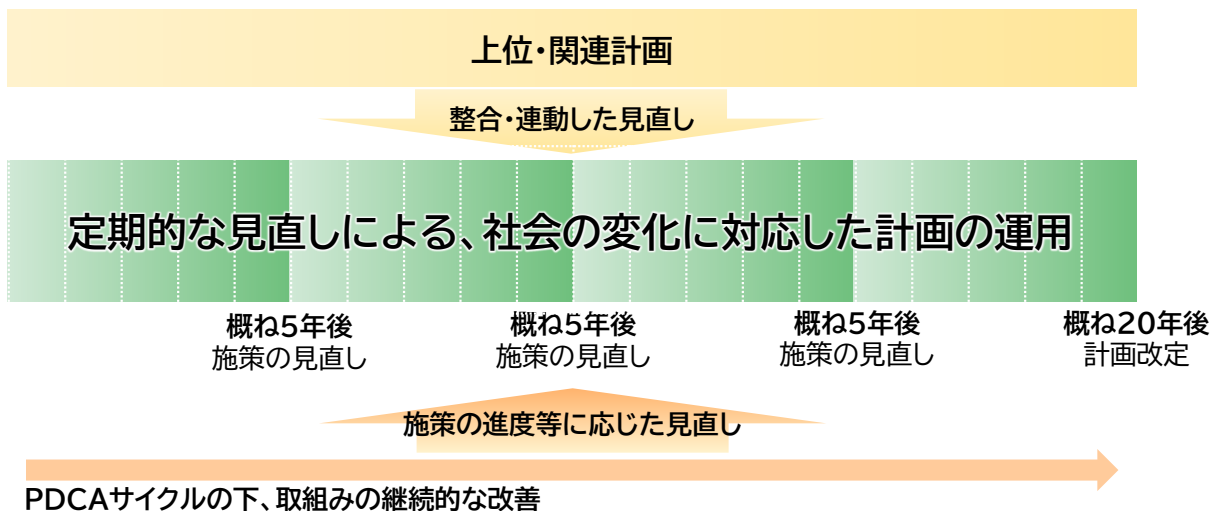 上位・関連計画
整合・連動した見直し
定期的な見直しによる、社会の変化に対応した計画の運用
概ね5年後
施策の見直し
概ね5年後
施策の見直し
概ね5年後
施策の見直し
概ね20年後
計画改定
施策の進度等に応じた見直し
PDCAサイクルの下、取組みの継続的な改善